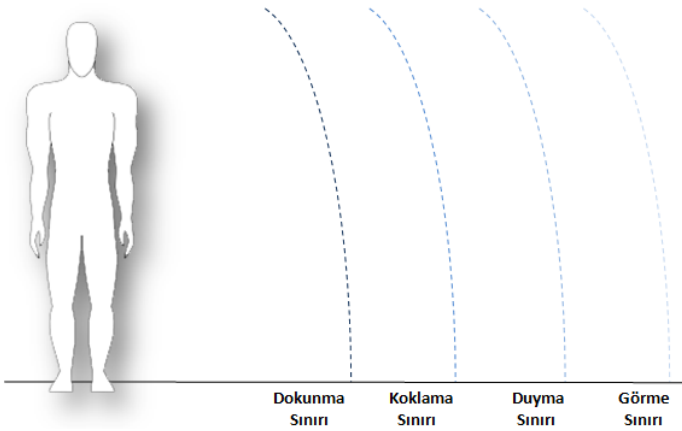 Dokunma Sınırı
Koklama Sınırı
Duyma Sınırı
Görme Sınırı